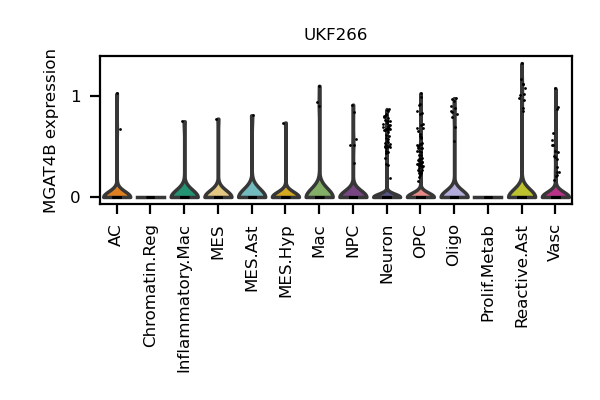 UKF266
MGAT4B expression
1
0
AC
Chromatin.Reg
Inflammatory.Mac
MES
MES.Ast
MES.Hyp
Mac
NPC
Neuron
OPC
Oligo
Prolif.Metab
Reactive.Ast
Vasc